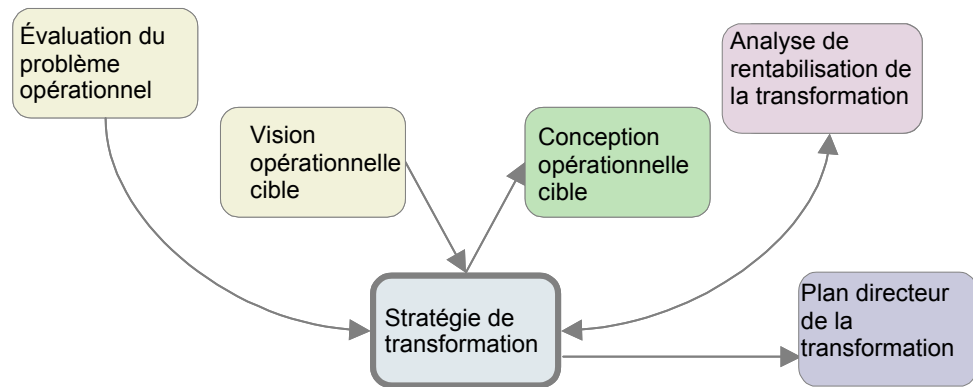 Évaluation du
problème
opérationnel
Vision
opérationnelle
cible
Conception
opérationnelle
cible
Analyse de
rentabilisation de
la transformation
Stratégie de
transformation
Plan directeur
de la
transformation